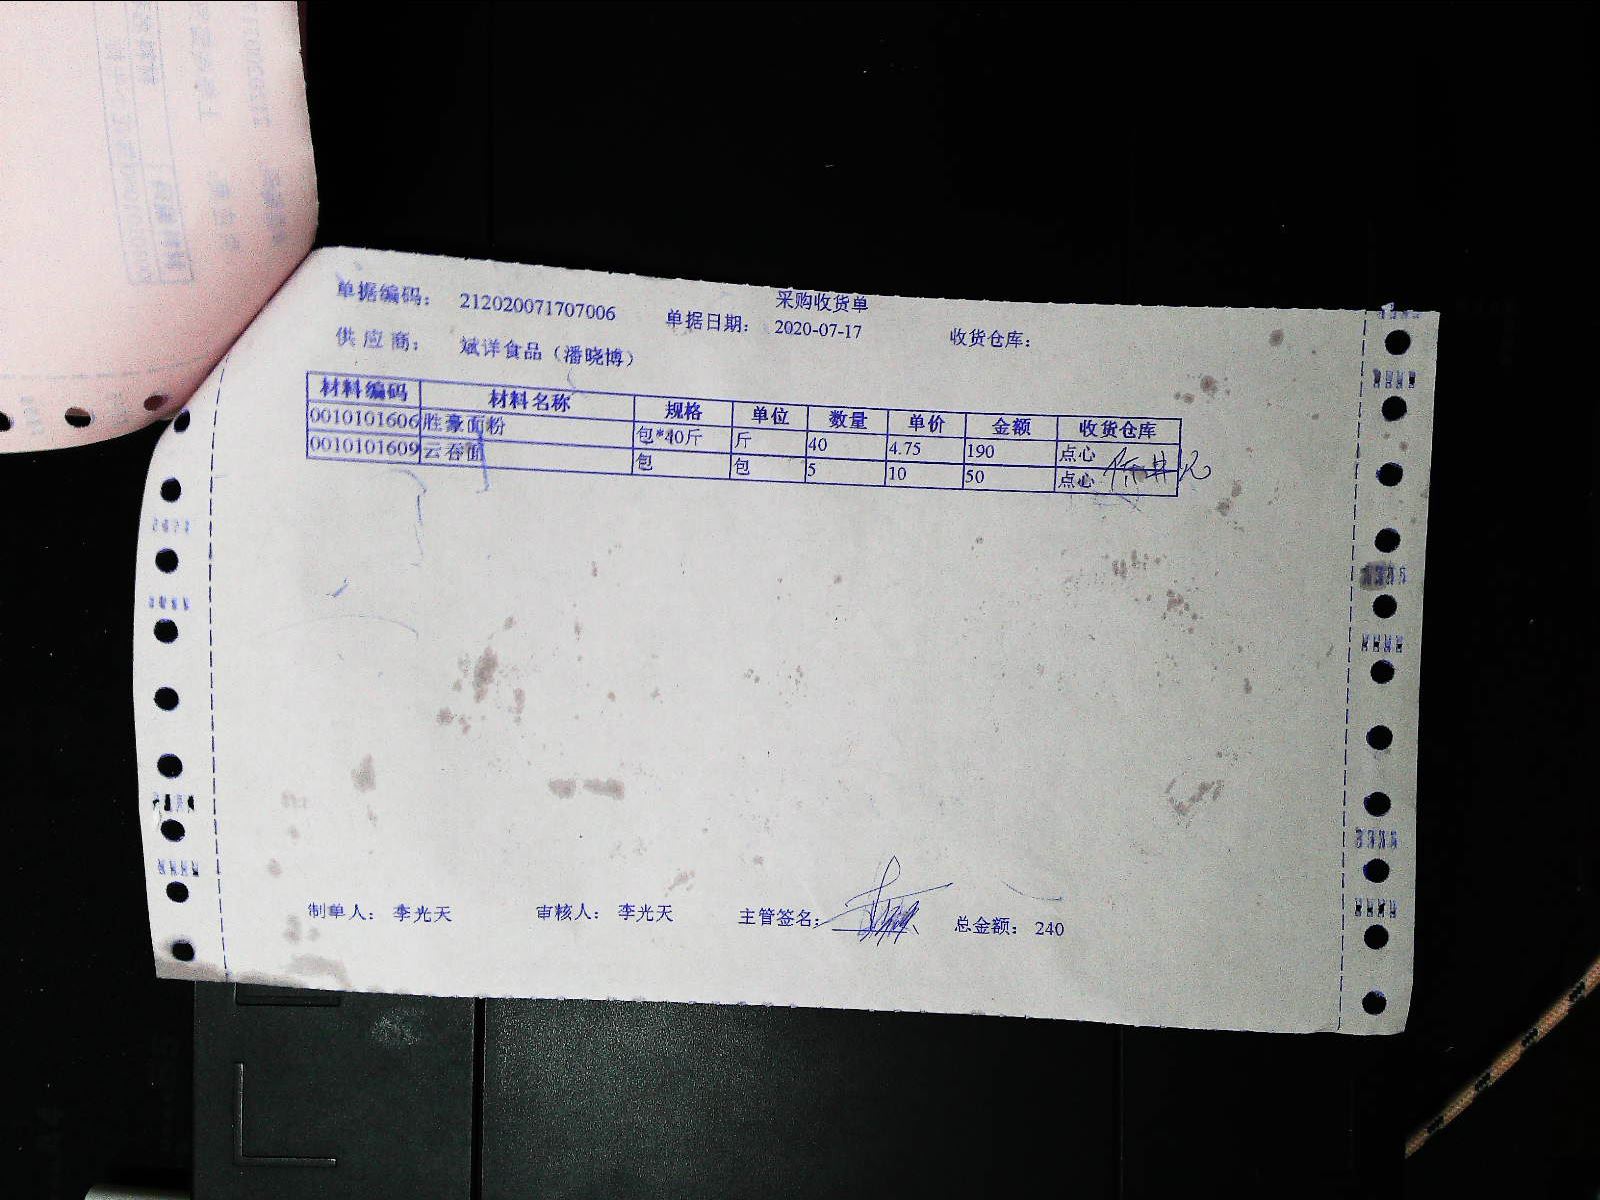 采购收货单
单据编码： 212020071707006 单据日期： 2020-07-17 收货仓库：
供应商： 斌洋食品（潘晓博）
材料编码 材料名称 规格 单位 数量 单价 金额 收货仓库
0010101606 胜豪面粉 包*40斤 斤 40 4.75 190 点心
0010101609 云吞面 包 包 5 10 50 点心
制单人： 李光天 审核人： 李光天 主管签名： 总金额： 240